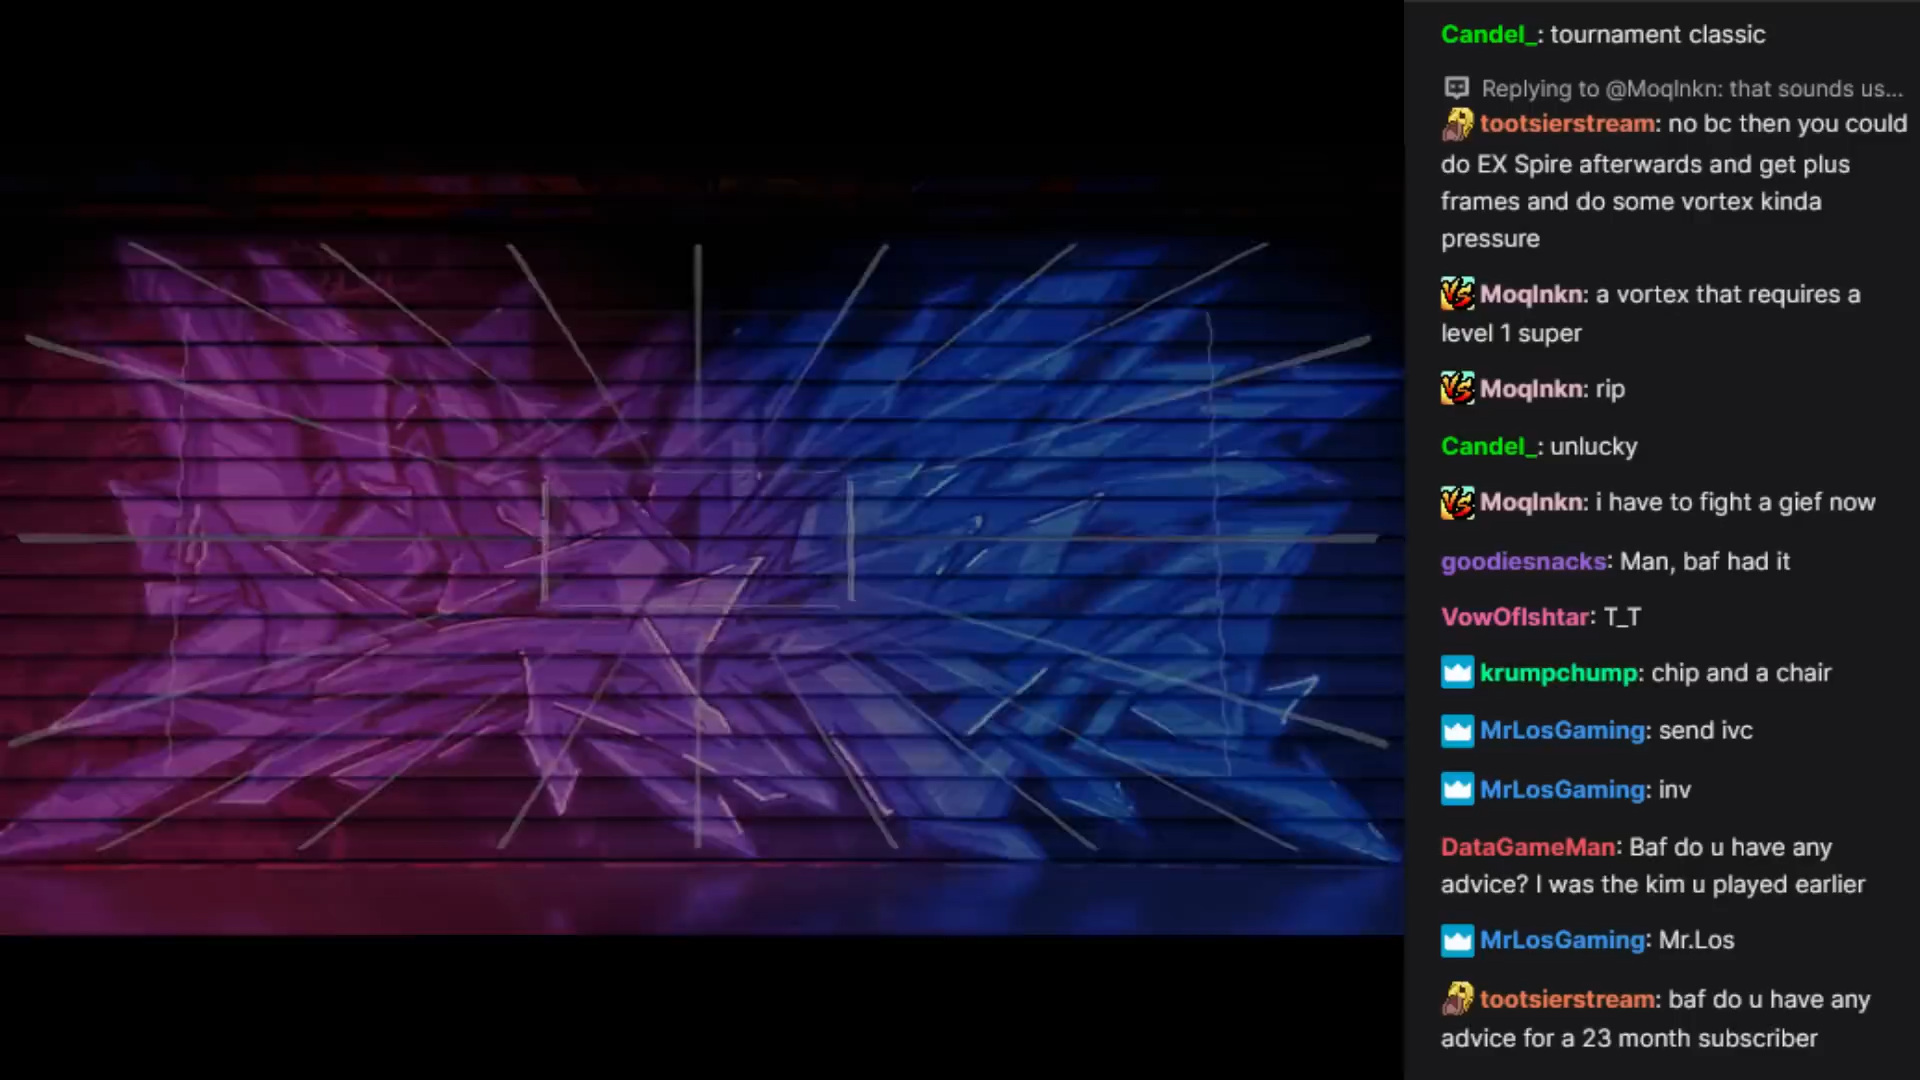 Candel_: tournament classic
Replying to @MoqInkn: that sounds us...
tootsierstream: no bc then you could
do EX Spire afterwards and get plus
frames and do some vortex kinda
pressure
MoqInkn: a vortex that requires a
level 1 super
MoqInkn: rip
Candel_: unlucky
MoqInkn: i have to fight a gief now
goodiesnacks: Man, baf had it
VowOfIshtar: T_T
krumpchump: chip and a chair
MrLosGaming: send ivc
MrLosGaming: inv
DataGameMan: Baf do u have any
advice? I was the kim u played earlier
MrLosGaming: Mr.Los
tootsierstream: baf do u have any
advice for a 23 month subscriber